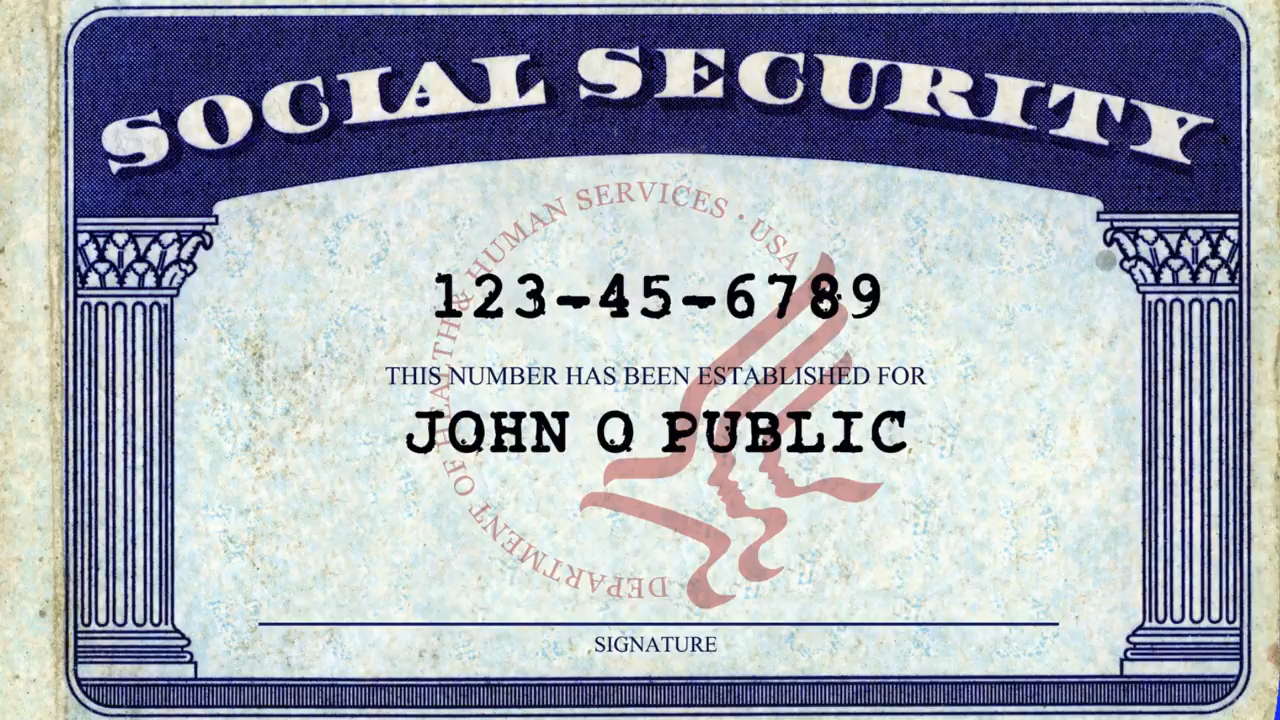 SOCIAL SECURITY
DEPARTMENT OF HEALTH & HUMAN SERVICES · USA
123-45-6789
THIS NUMBER HAS BEEN ESTABLISHED FOR
JOHN Q PUBLIC
SIGNATURE